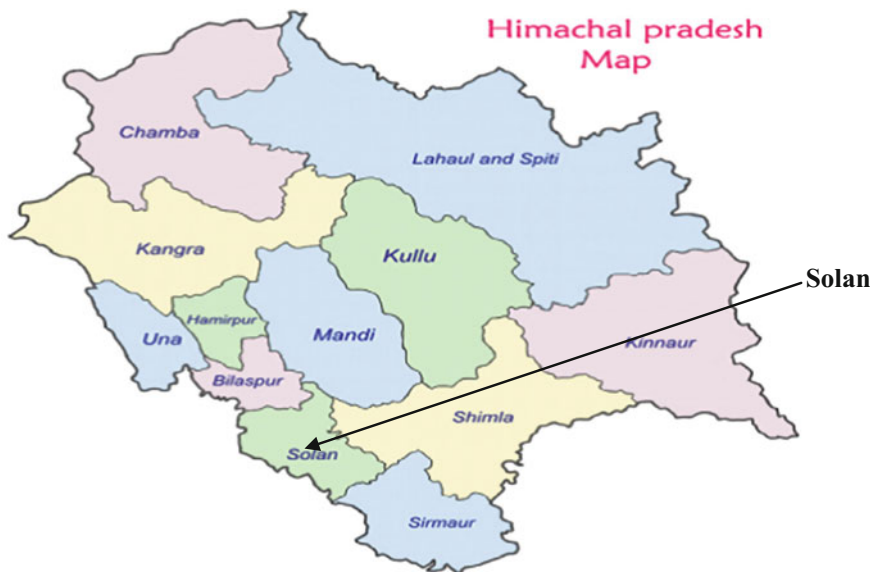 Himachal pradesh
Map
Chamba
Lahaul and Spiti
Kangra
Kullu
Solan
Hamirpur
Una
Mandi
Kinnaur
Bilaspur
Shimla
Solan
Sirmaur